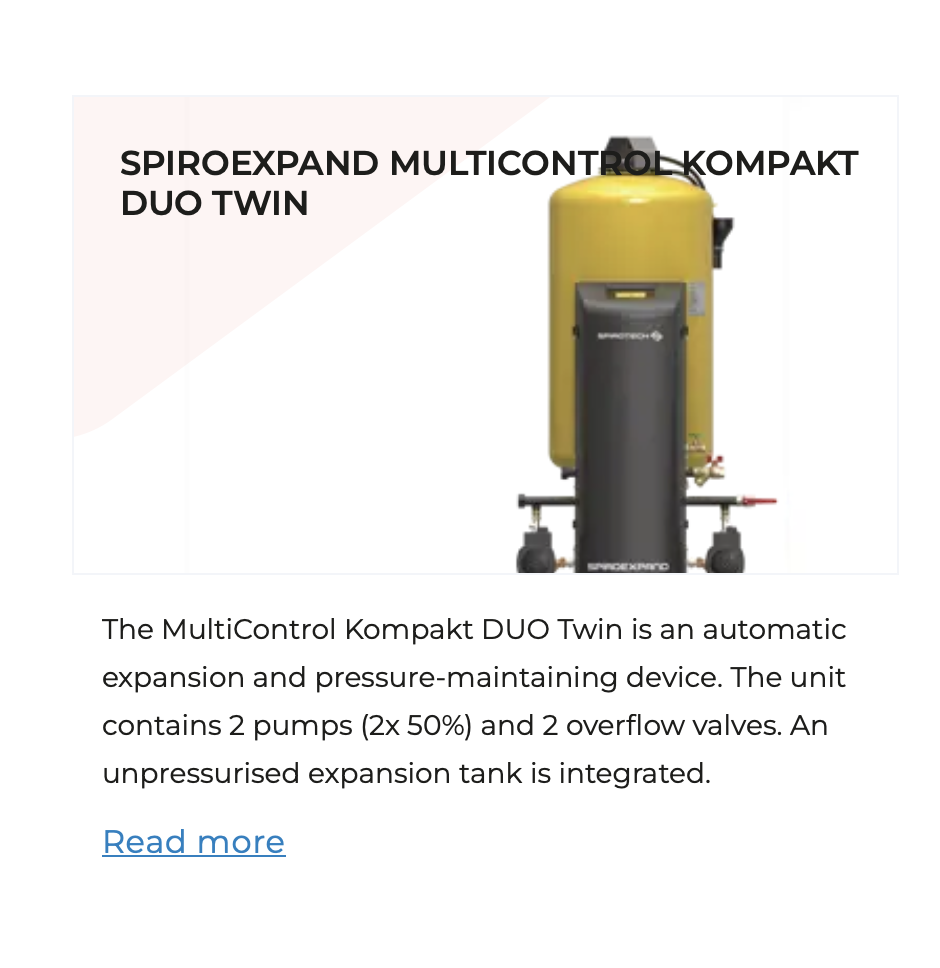 SPIROEXPAND MULTICONTROL KOMPAKT
DUO TWIN
SPIROTECH
SPIROEXPAND
The MultiControl Kompakt DUO Twin is an automatic
expansion and pressure-maintaining device. The unit
contains 2 pumps (2x 50%) and 2 overflow valves. An
unpressurised expansion tank is integrated.
Read more